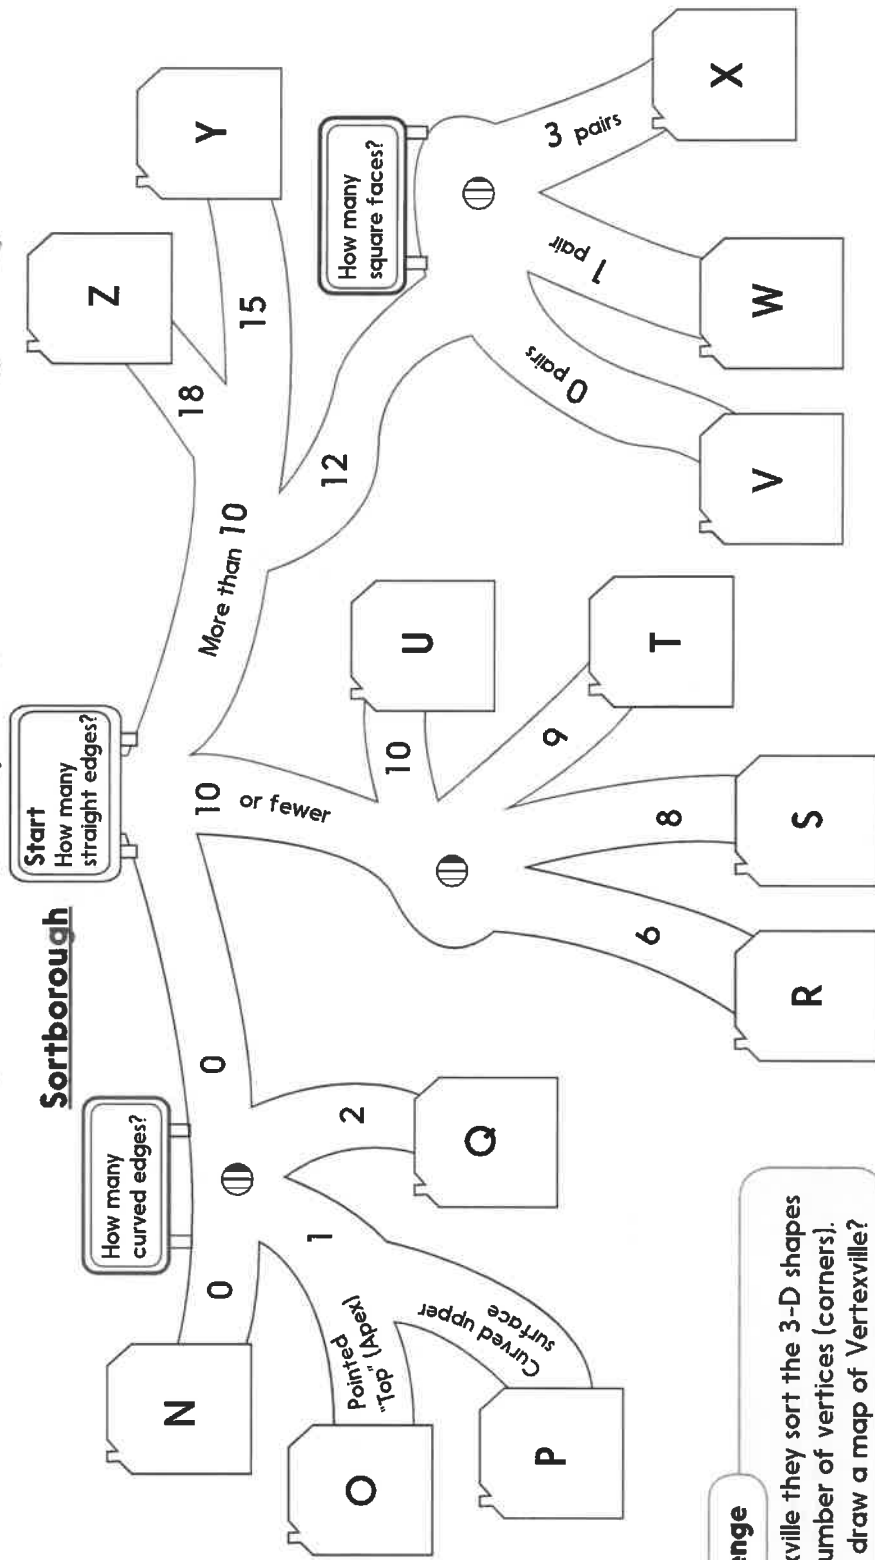 Sortborough
Start
How many
straight edges?
How many
curved edges?
0
0
1
2
Pointed
"Top" (Apex)
Curved upper
surface
N
O
P
Q
10 or fewer
6
8
9
10
R
S
T
U
More than 10
18
15
12
Z
Y
How many
square faces?
0 pairs
1 pair
3 pairs
V
W
X
enge
ville they sort the 3-D shapes
umber of vertices (corners).
draw a map of Vertexville?